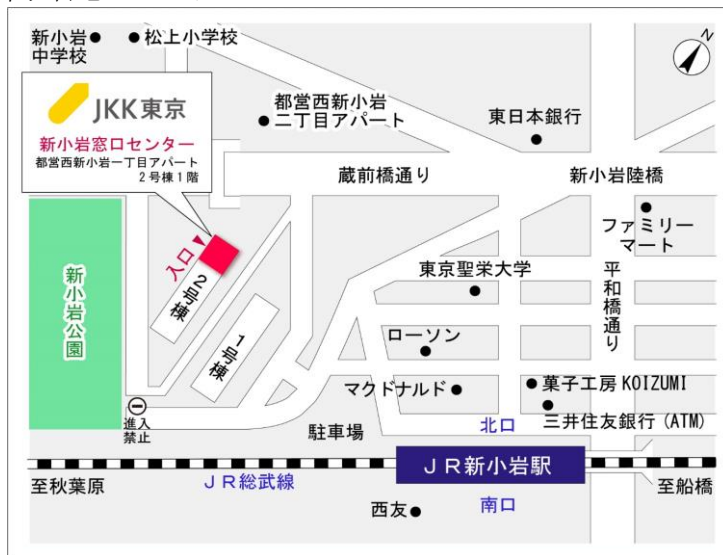 新小岩
中学校
松上小学校
N
JKK東京
新小岩窓口センター
都営西新小岩一丁目アパート
2号棟1階
都営西新小岩
二丁目アパート
東日本銀行
蔵前橋通り
新小岩陸橋
ファミリー
マート
入口
2号棟
1号棟
新小岩公園
東京聖栄大学
平和橋通り
ローソン
マクドナルド
菓子工房 KOIZUMI
三井住友銀行 (ATM)
進入
禁止
駐車場
北口
JR新小岩駅
至秋葉原
JR総武線
至船橋
西友
南口